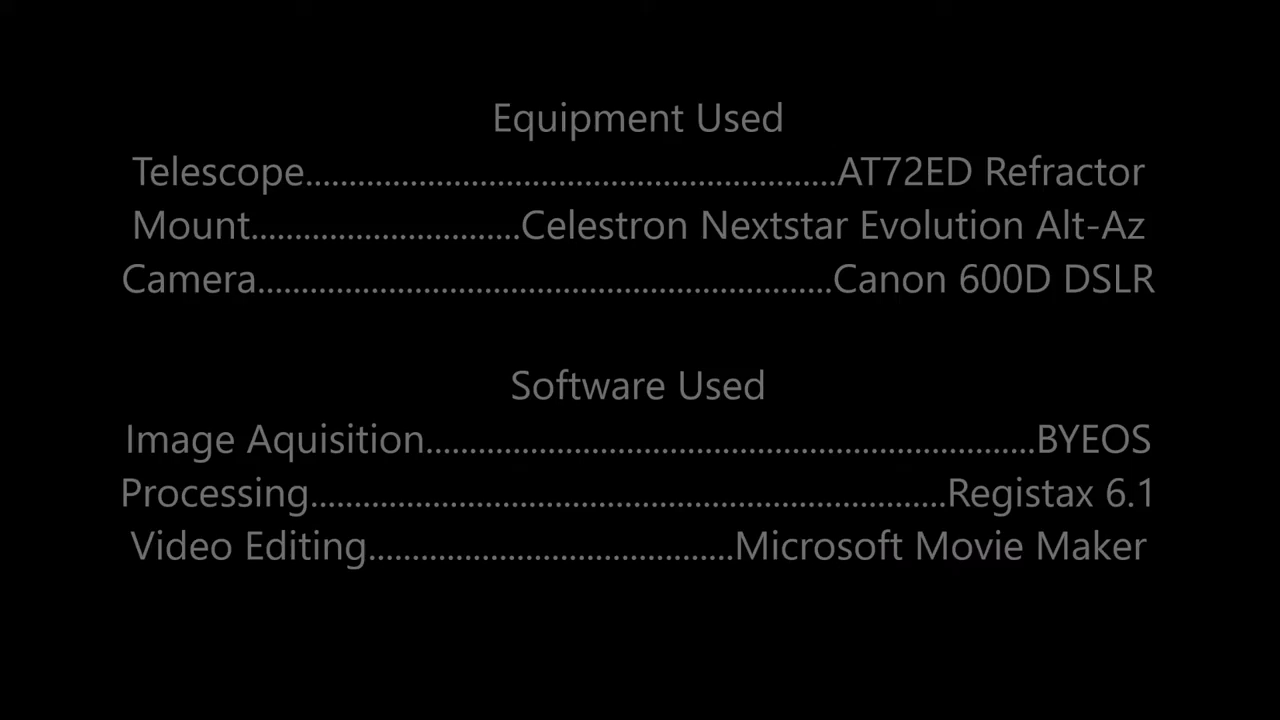 Equipment Used
Telescope.............................................................AT72ED Refractor
Mount...............................Celestron Nextstar Evolution Alt-Az
Camera..................................................................Canon 600D DSLR
Software Used
Image Aquisition......................................................................BYEOS
Processing.........................................................................Registax 6.1
Video Editing..........................................Microsoft Movie Maker